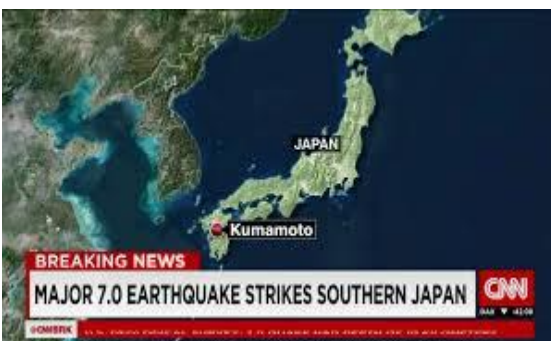 JAPAN
Kumamoto
BREAKING NEWS
MAJOR 7.0 EARTHQUAKE STRIKES SOUTHERN JAPAN
CNN